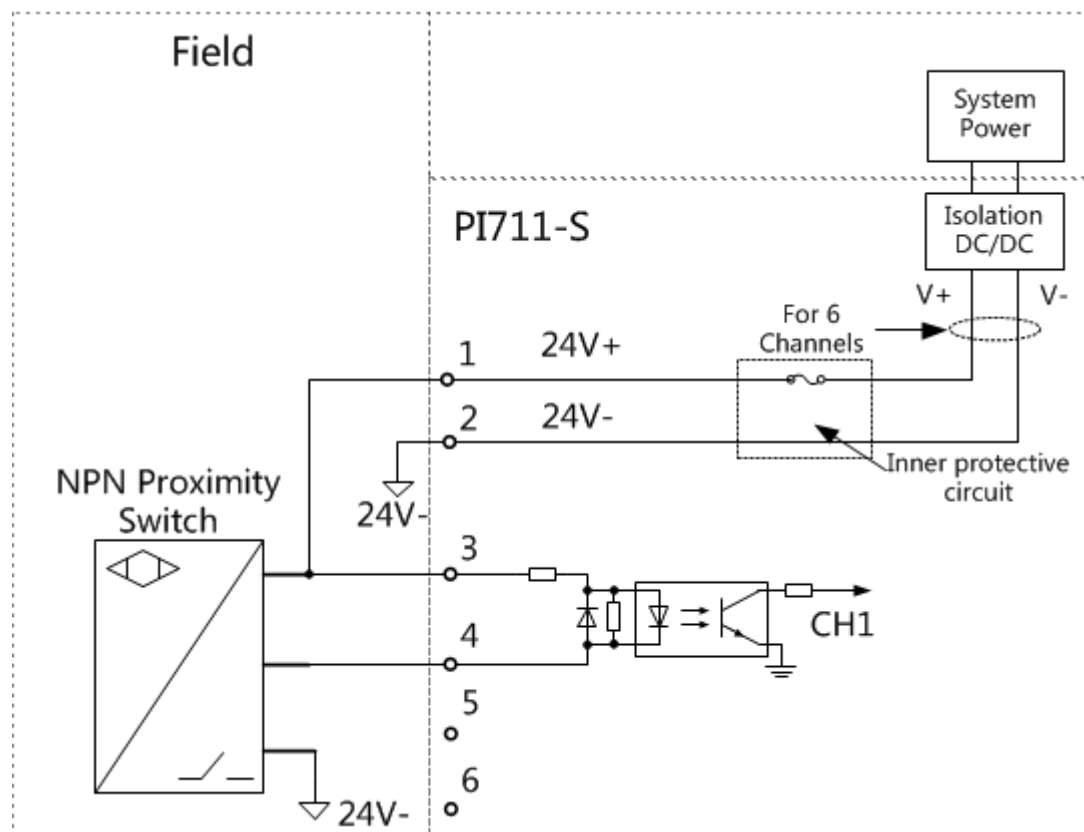 Field
System
Power
PI711-S
Isolation
DC/DC
V+
V-
For 6
Channels
1
24V+
2
24V-
Inner protective
circuit
NPN Proximity
Switch
24V-
3
CH1
4
5
6
24V-